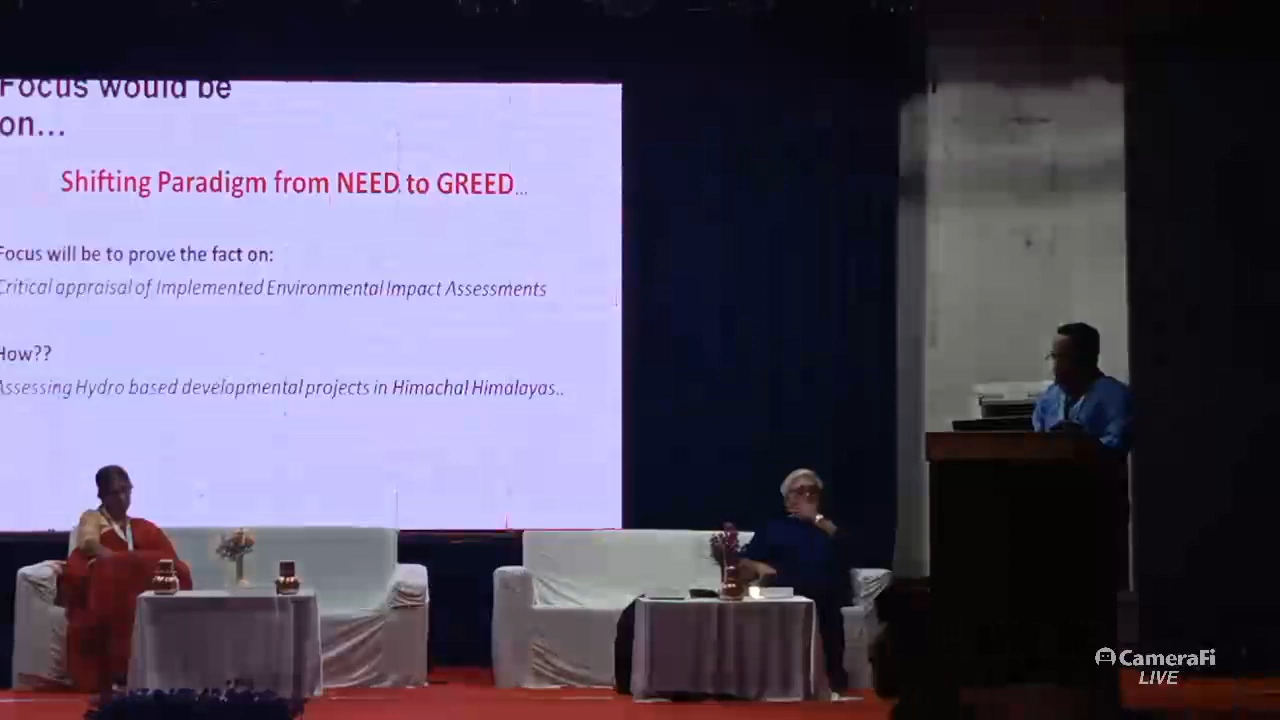 Focus would be
on...
Shifting Paradigm from NEED to GREED...
Focus will be to prove the fact on:
Critical appraisal of Implemented Environmental Impact Assessments
How??
Assessing Hydro based developmental projects in Himachal Himalayas..
CameraFi
LIVE